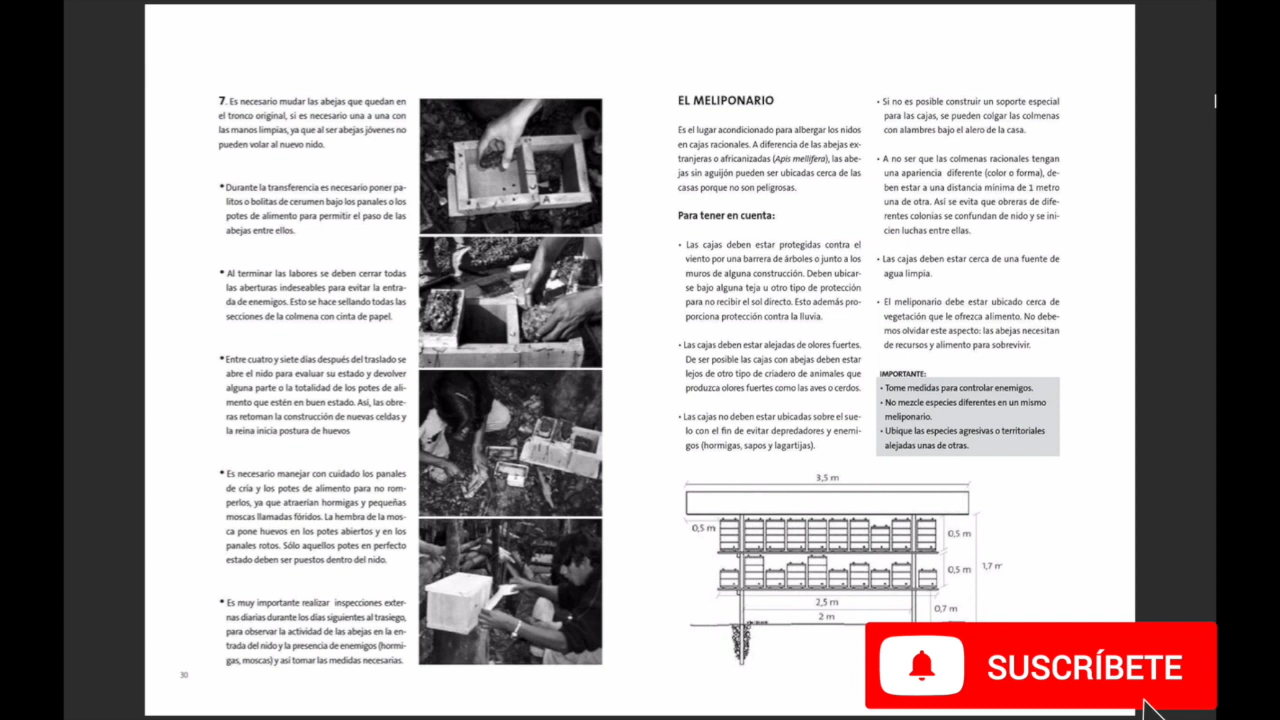 7. Es necesario mudar las abejas que quedan en
el tronco original, si es necesario una a una con
las manos limpias, ya que al ser abejas jóvenes no
pueden volar al nuevo nido.
• Durante la transferencia es necesario poner pa-
litos o bolitas de cerumen bajo los panales o los
potes de alimento para permitir el paso de las
abejas entre ellos.
• Al terminar las labores se deben cerrar todas
las aberturas indeseables para evitar la entra-
da de enemigos. Esto se hace sellando todas las
secciones de la colmena con cinta de papel.
• Entre cuatro y siete días después del traslado se
abre el nido para evaluar su estado y devolver
alguna parte o la totalidad de los potes de ali-
mento que estén en buen estado. Así, las obre-
ras retoman la construcción de nuevas celdas y
la reina inicia postura de huevos
• Es necesario manejar con cuidado los panales
de cría y los potes de alimento para no rom-
perlos, ya que atraerían hormigas y pequeñas
moscas llamadas fóridos. La hembra de la mos-
ca pone huevos en los potes abiertos y en los
panales rotos. Sólo aquellos potes en perfecto
estado deben ser puestos dentro del nido.
• Es muy importante realizar inspecciones exter-
nas diarias durante los días siguientes al trasiego,
para observar la actividad de las abejas en la en-
trada del nido y la presencia de enemigos (hormi-
gas, moscas) y así tomar las medidas necesarias.
30
EL MELIPONARIO
Es el lugar acondicionado para albergar los nidos
en cajas racionales. A diferencia de las abejas ex-
tranjeras o africanizadas (Apis mellifera), las abe-
jas sin aguijón pueden ser ubicadas cerca de las
casas porque no son peligrosas.
Para tener en cuenta:
• Las cajas deben estar protegidas contra el
viento por una barrera de árboles o junto a los
muros de alguna construcción. Deben ubicar-
se bajo alguna teja u otro tipo de protección
para no recibir el sol directo. Esto además pro-
porciona protección contra la lluvia.
• Las cajas deben estar alejadas de olores fuertes.
De ser posible las cajas con abejas deben estar
lejos de otro tipo de criadero de animales que
produzca olores fuertes como las aves o cerdos.
• Las cajas no deben estar ubicadas sobre el sue-
lo con el fin de evitar depredadores y enemi-
gos (hormigas, sapos y lagartijas).
• Si no es posible construir un soporte especial
para las cajas, se pueden colgar las colmenas
con alambres bajo el alero de la casa.
• A no ser que las colmenas racionales tengan
una apariencia diferente (color o forma), de-
ben estar a una distancia mínima de 1 metro
una de otra. Así se evita que obreras de dife-
rentes colonias se confundan de nido y se ini-
cien luchas entre ellas.
• Las cajas deben estar cerca de una fuente de
agua limpia.
• El meliponario debe estar ubicado cerca de
vegetación que le ofrezca alimento. No debe-
mos olvidar este aspecto: las abejas necesitan
de recursos y alimento para sobrevivir.
IMPORTANTE:
• Tome medidas para controlar enemigos.
• No mezcle especies diferentes en un mismo
meliponario.
• Ubique las especies agresivas o territoriales
alejadas unas de otras.
3,5 m
0,5 m
0,5 m
0,5 m
1,7 m
2,5 m
0,7 m
2 m
SUSCRÍBETE